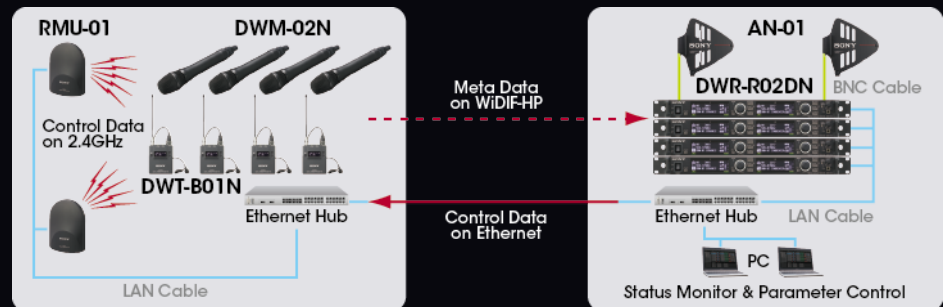 RMU-01
DWM-02N
Control Data
on 2.4GHz
DWT-B01N
Ethernet Hub
LAN Cable
Meta Data
on WiDIF-HP
Control Data
on Ethernet
AN-01
SONY
SONY
DWR-R02DN
BNC Cable
Ethernet Hub
LAN Cable
PC
Status Monitor & Parameter Control